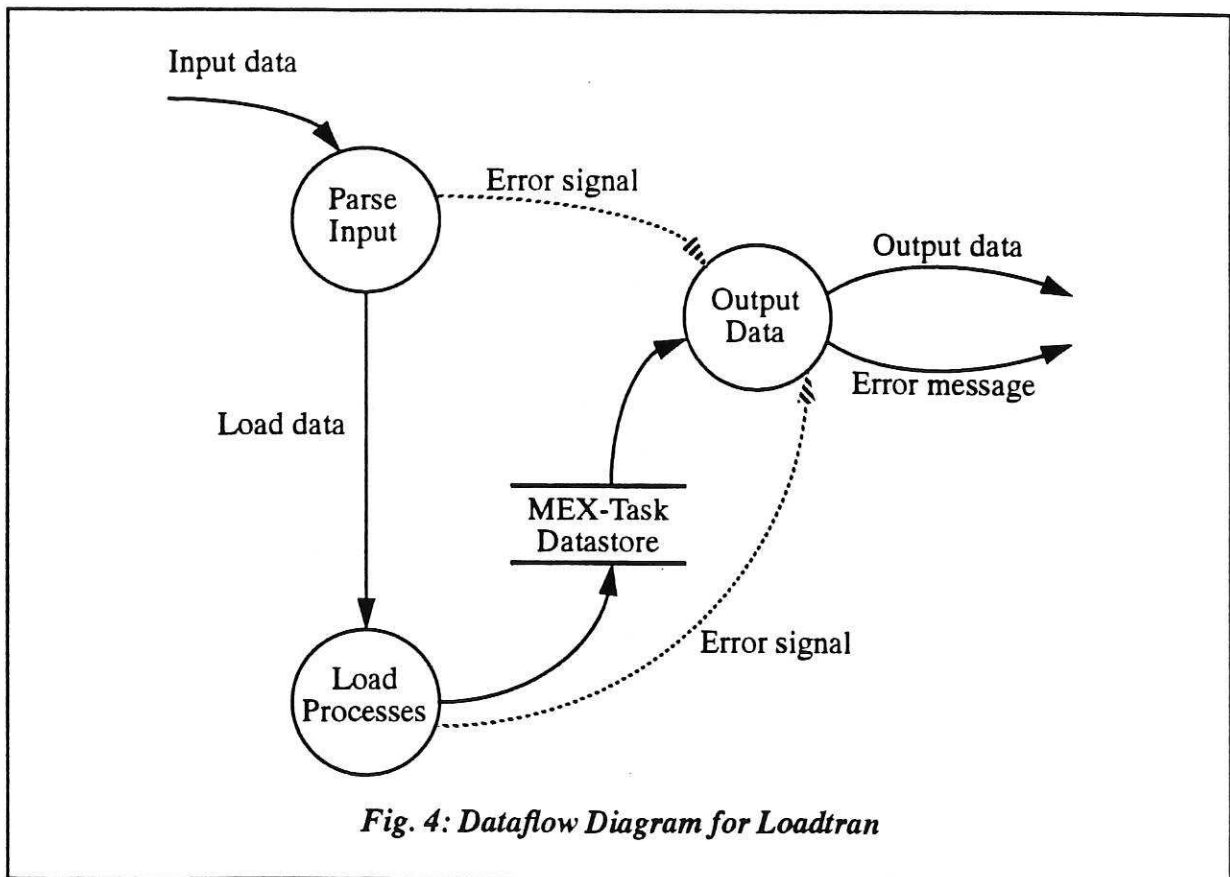 Input data
Parse
Input
Error signal
Output data
Output
Data
Error message
Load data
MEX-Task
Datastore
Error signal
Load
Processes
Fig. 4: Dataflow Diagram for Loadtran